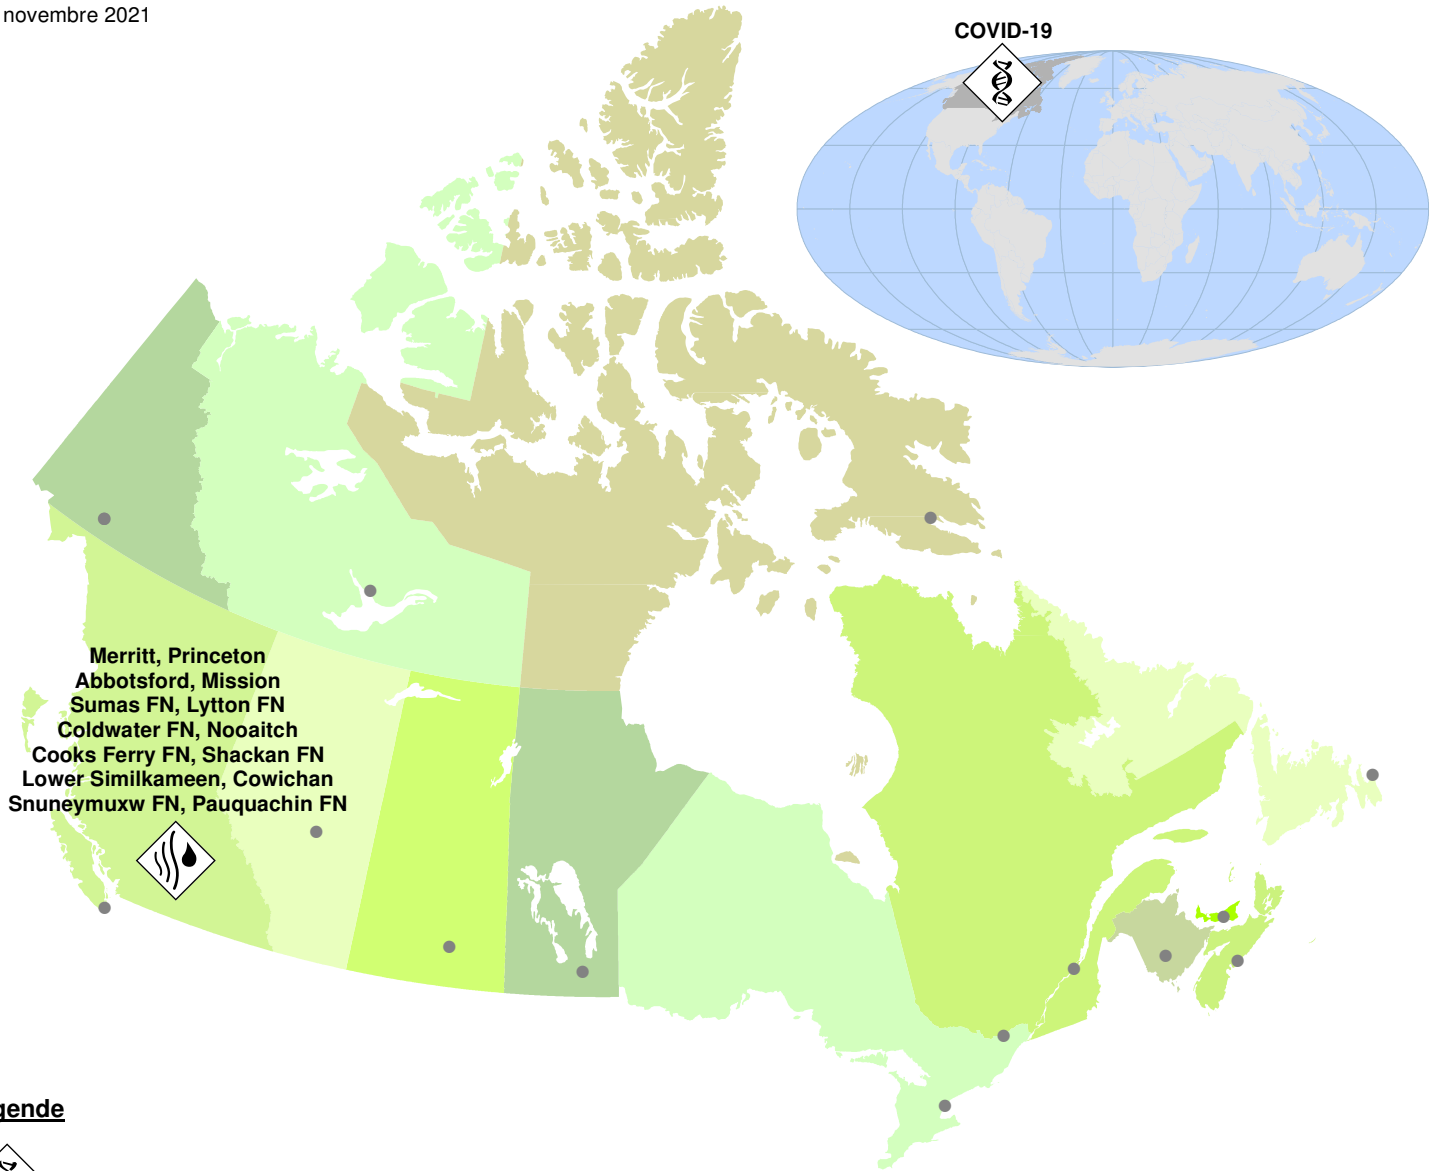 novembre 2021
COVID-19
Merritt, Princeton
Abbotsford, Mission
Sumas FN, Lytton FN
Coldwater FN, Nooaitch
Cooks Ferry FN, Shackan FN
Lower Similkameen, Cowichan
Snuneymuxw FN, Pauquachin FN
gende